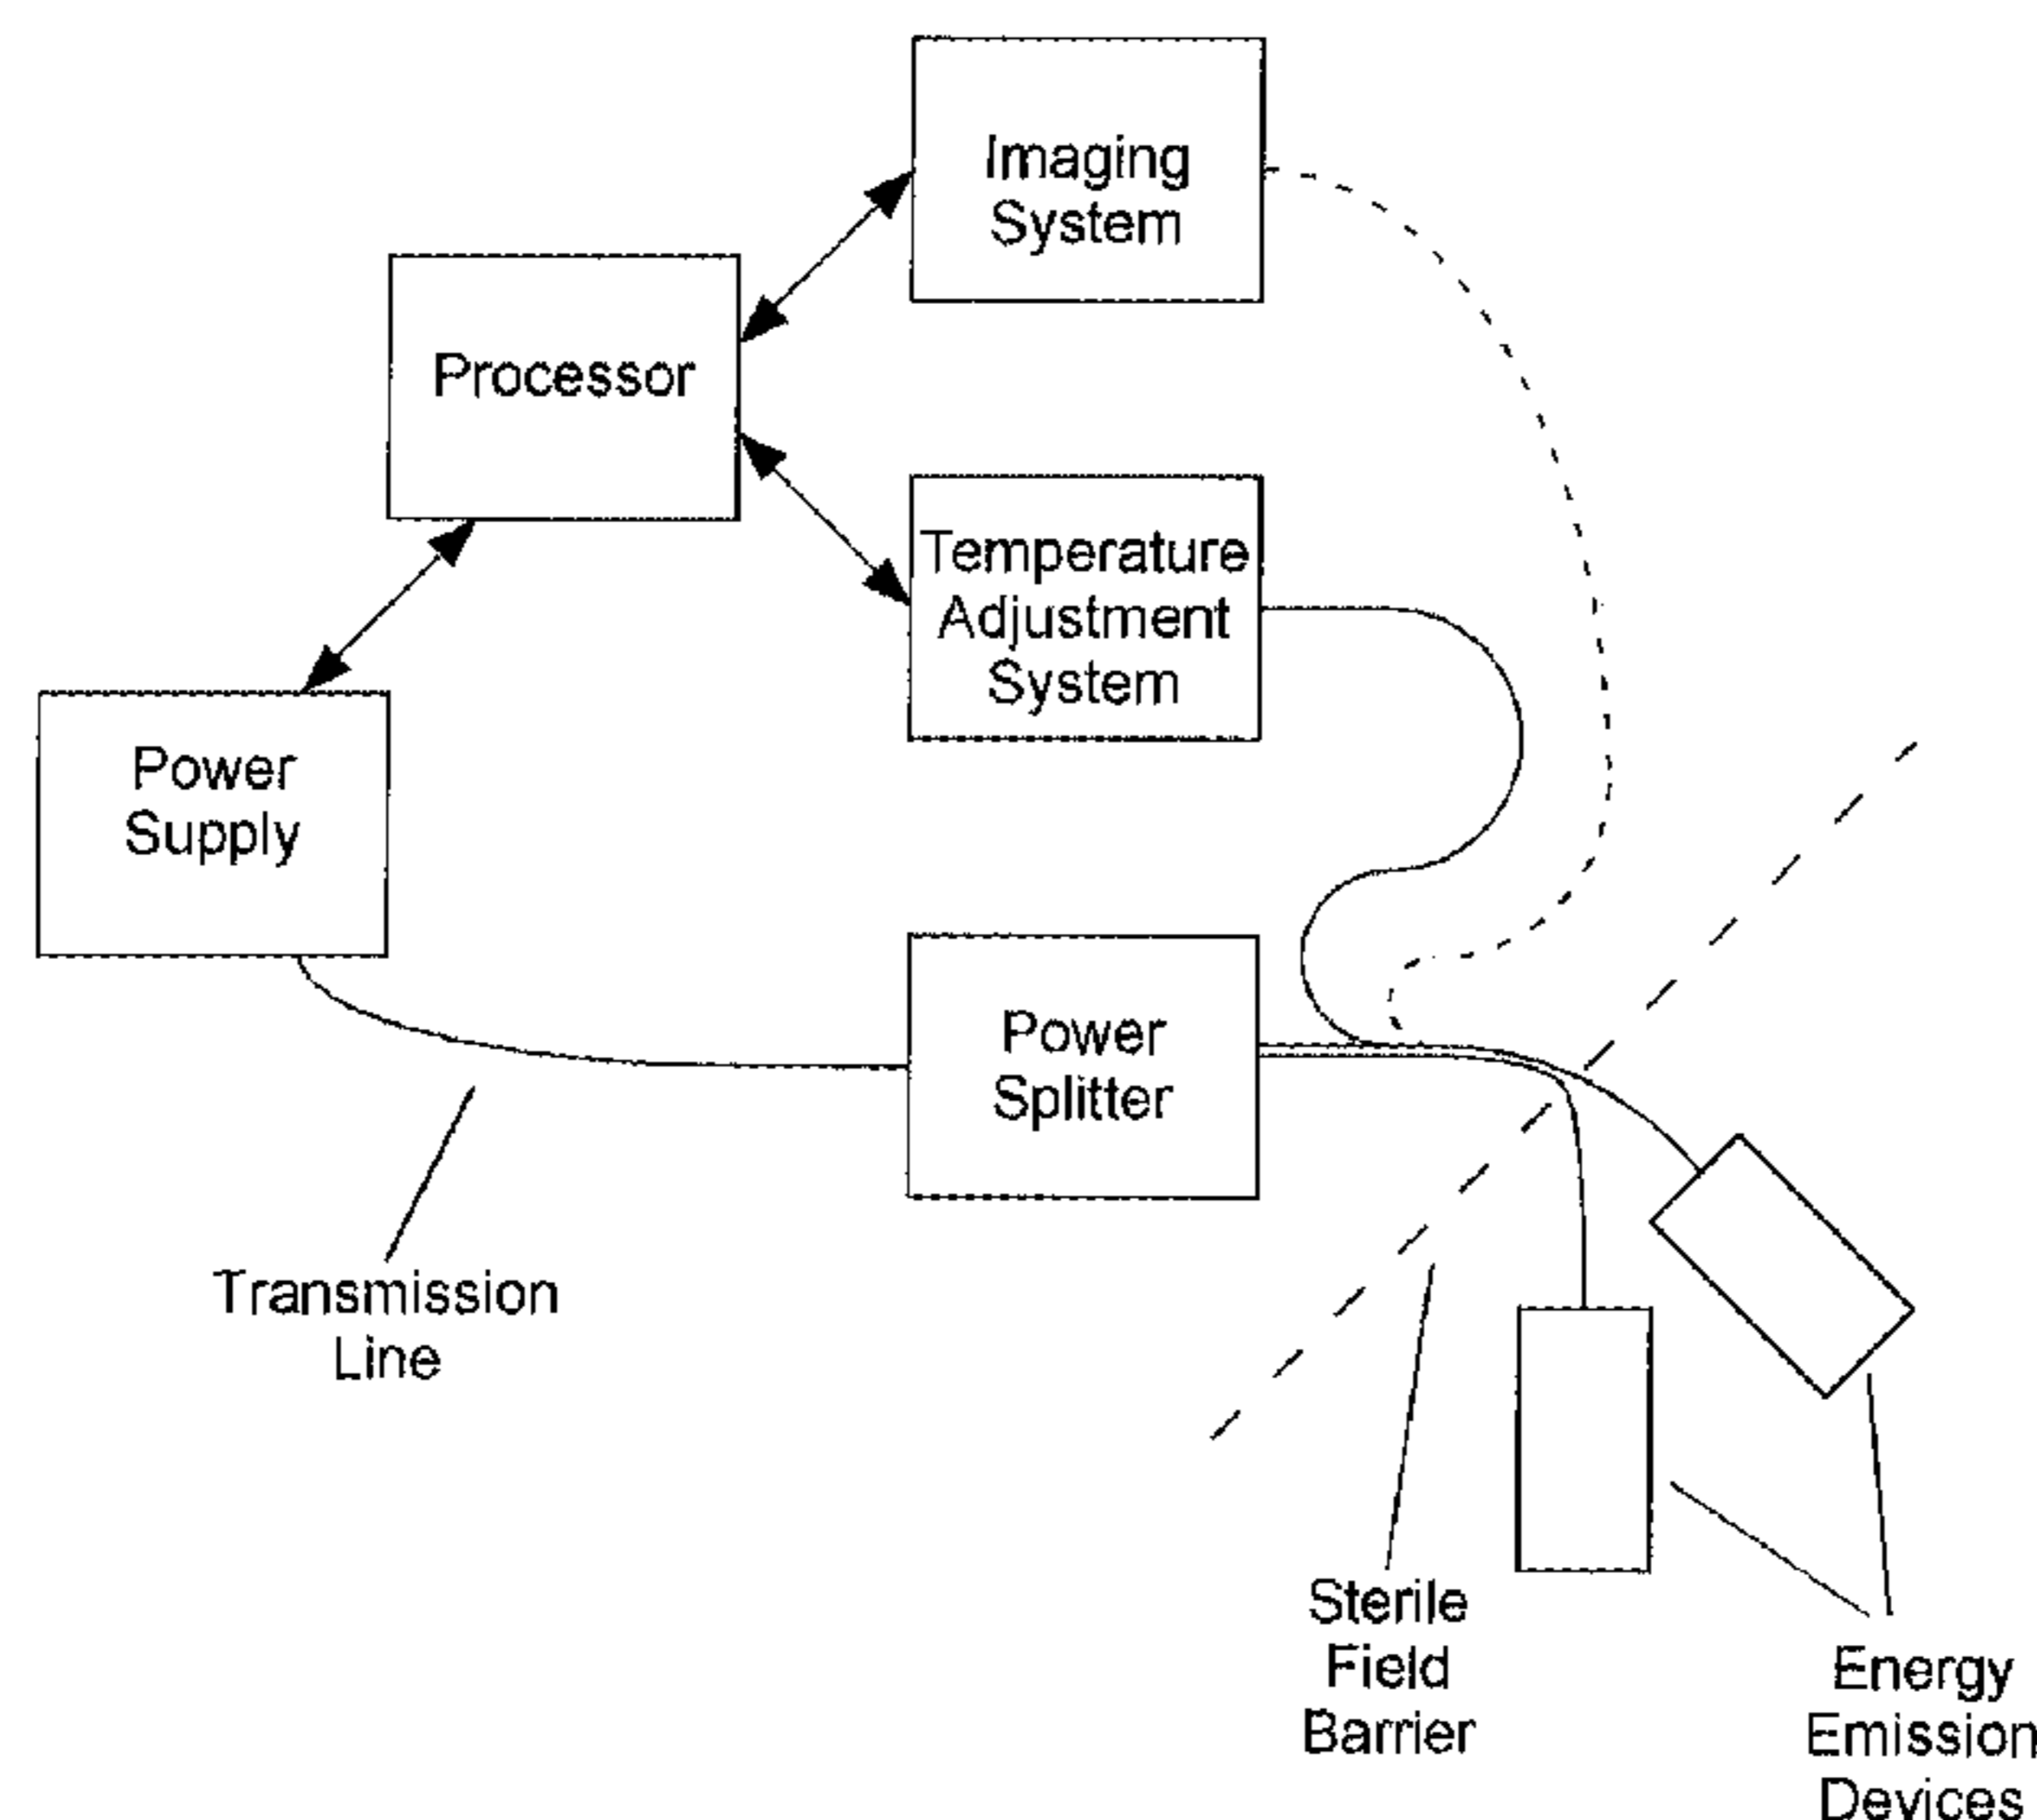 Imaging
System
Processor
Temperature
Adjustment
System
Power
Supply
Power
Splitter
Transmission
Line
Sterile
Field
Barrier
Energy
Emission
Devices